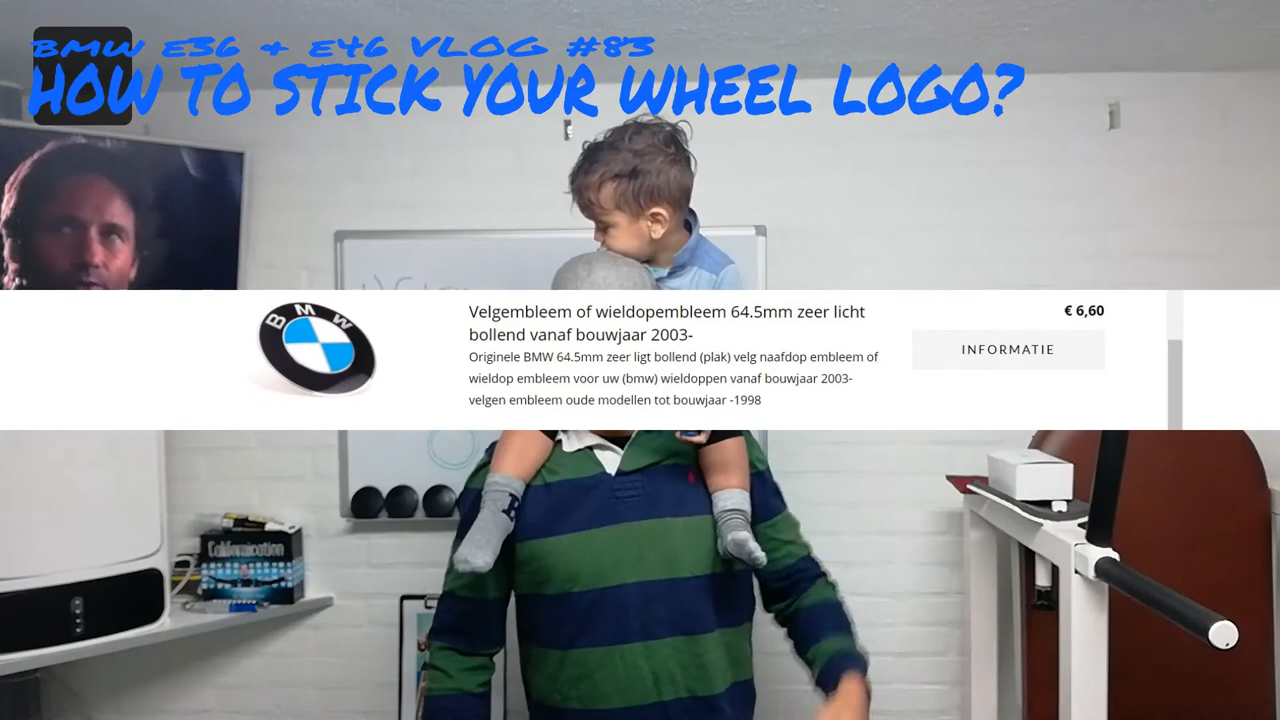 BMW E36 & E46 VLOG #83
HOW TO STICK YOUR WHEEL LOGO?
BMW
Velgembleem of wieldopembleem 64.5mm zeer licht
bollend vanaf bouwjaar 2003-
€ 6,60
Originele BMW 64.5mm zeer ligt bollend (plak) velg naafdop embleem of
wieldop embleem voor uw (bmw) wieldoppen vanaf bouwjaar 2003-
velgen embleem oude modellen tot bouwjaar -1998
INFORMATIE
Californication